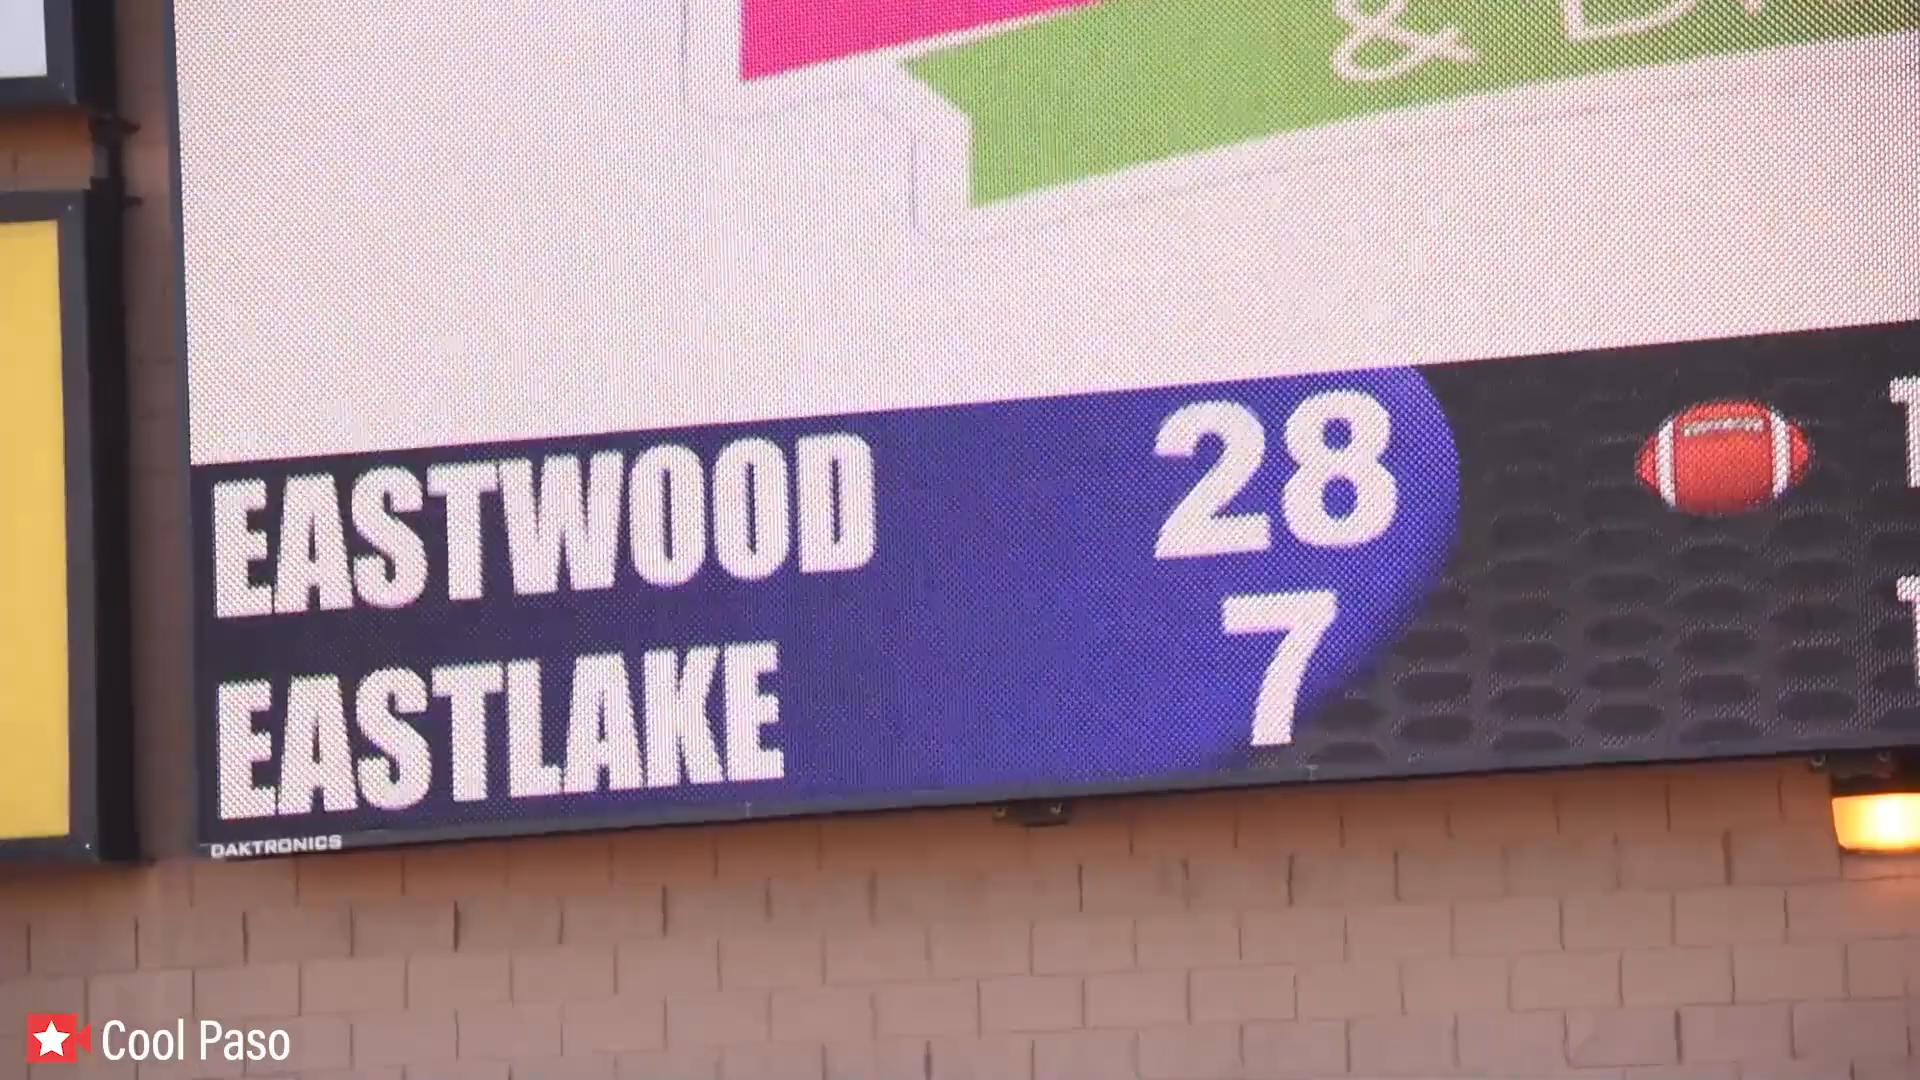 &
EASTWOOD 28
EASTLAKE 7
DAKTRONICS
Cool Paso